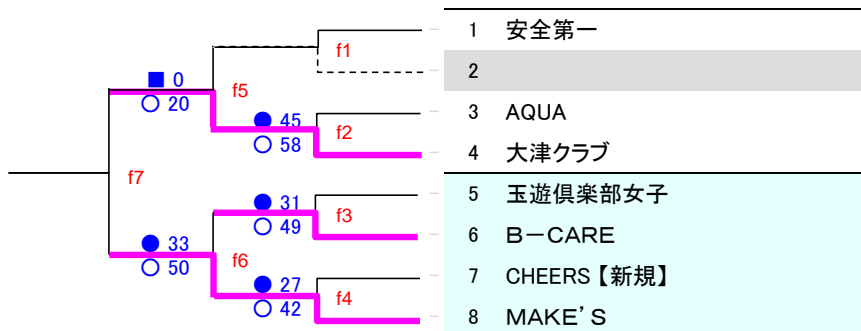 1 安全第一
f1
2
■ 0
○ 20
f5
3 AQUA
● 45
○ 58
f2
4 大津クラブ
f7
5 玉遊倶楽部女子
● 31
○ 49
f3
6 B-CARE
● 33
○ 50
f6
7 CHEERS【新規】
● 27
○ 42
f4
8 MAKE'S